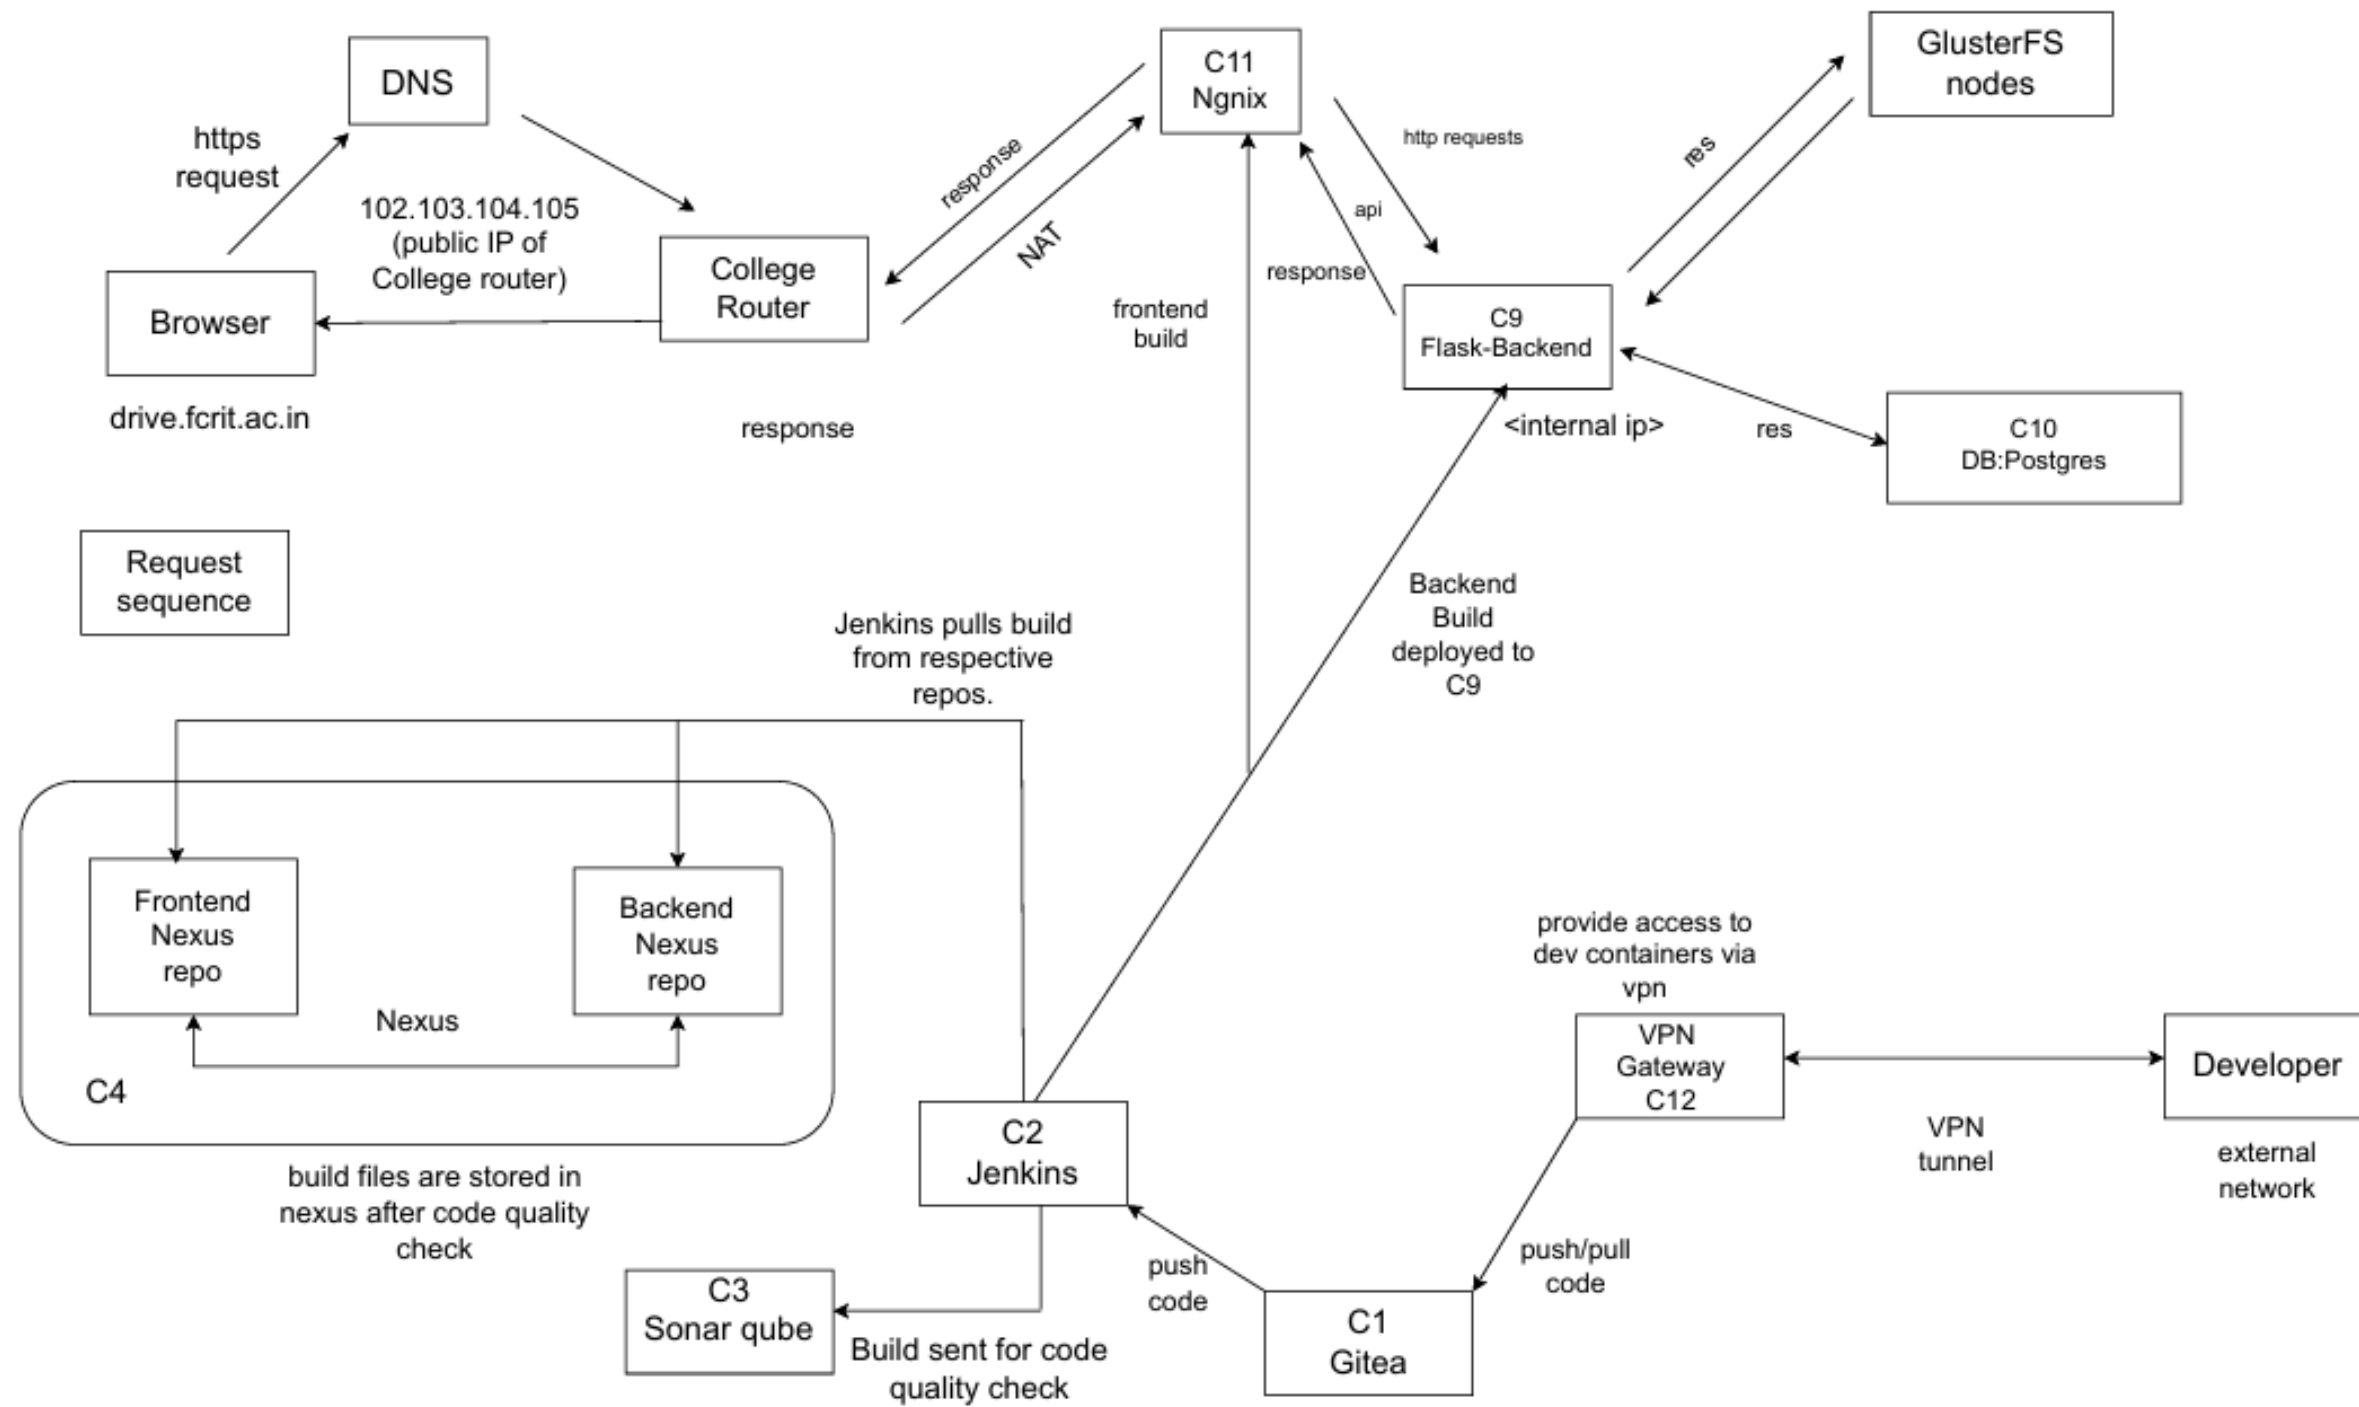 DNS
https
request
102.103.104.105
(public IP of
College router)
Browser
drive.fcrit.ac.in
College
Router
response
response
NAT
C11
Ngnix
http requests
api
response
frontend
build
C9
Flask-Backend
<internal ip>
res
GlusterFS
nodes
res
C10
DB:Postgres
Request
sequence
Jenkins pulls build
from respective
repos.
Backend
Build
deployed to
C9
Frontend
Nexus
repo
Backend
Nexus
repo
Nexus
C4
build files are stored in
nexus after code quality
check
C2
Jenkins
C3
Sonar qube
Build sent for code
quality check
push
code
C1
Gitea
push/pull
code
provide access to
dev containers via
vpn
VPN
Gateway
C12
VPN
tunnel
Developer
external
network